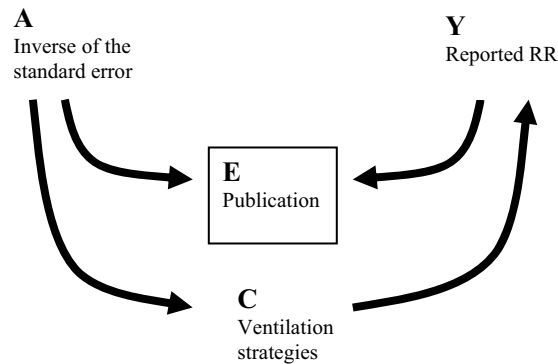 A
Inverse of the
standard error
Y
Reported RR
E
Publication
C
Ventilation
strategies